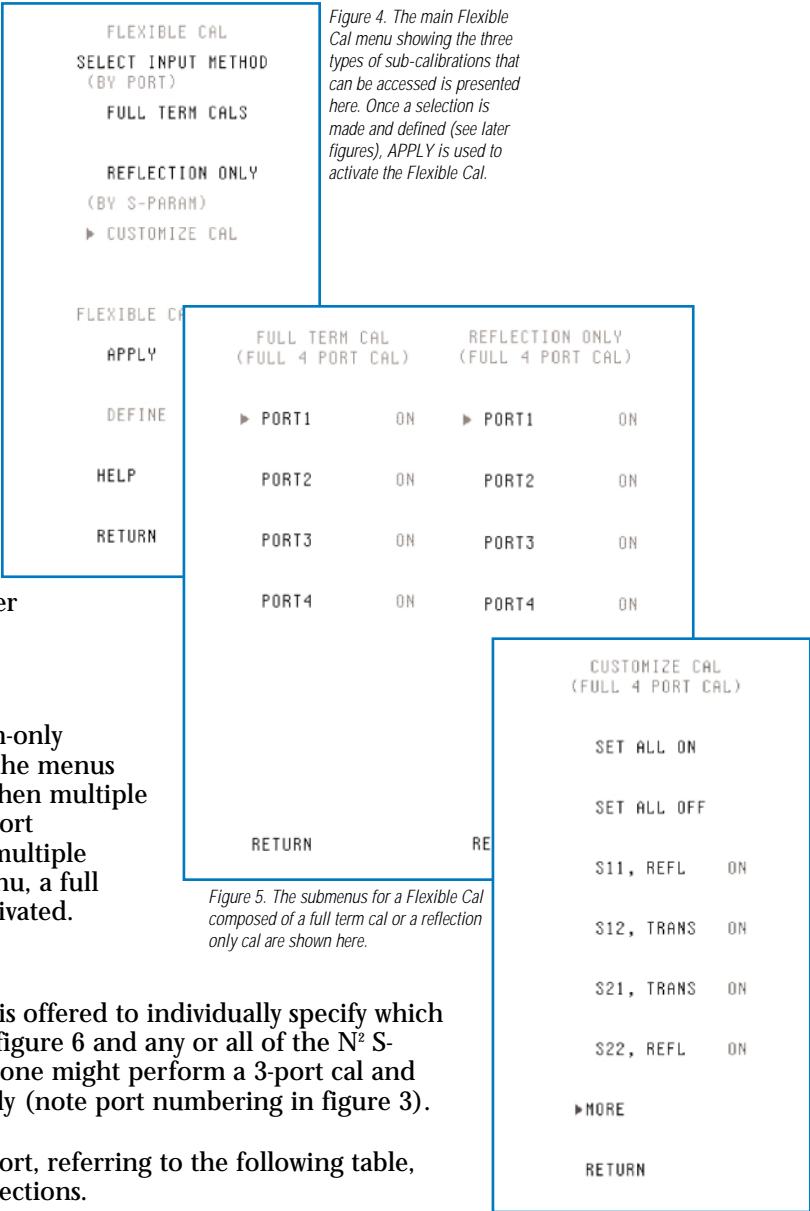 FLEXIBLE CAL
SELECT INPUT METHOD
(BY PORT)
FULL TERM CALS
REFLECTION ONLY
(BY S-PARAM)
▶ CUSTOMIZE CAL
FLEXIBLE
APPLY
DEFINE
HELP
RETURN
Figure 4. The main Flexible
Cal menu showing the three
types of sub-calibrations that
can be accessed is presented
here. Once a selection is
made and defined (see later
figures), APPLY is used to
activate the Flexible Cal.
FULL TERM CAL
(FULL 4 PORT CAL)
▶ PORT1 ON
PORT2 ON
PORT3 ON
PORT4 ON
RETURN
REFLECTION ONLY
(FULL 4 PORT CAL)
▶ PORT1 ON
PORT2 ON
PORT3 ON
PORT4 ON
RE
Figure 5. The submenus for a Flexible Cal
composed of a full term cal or a reflection
only cal are shown here.
CUSTOMIZE CAL
(FULL 4 PORT CAL)
SET ALL ON
SET ALL OFF
S11, REFL ON
S12, TRANS ON
S21, TRANS ON
S22, REFL ON
▶MORE
RETURN
er
n-only
he menus
hen multiple
ort
multiple
nu, a full
ivated.
is offered to individually specify which
figure 6 and any or all of the N² S-
one might perform a 3-port cal and
ly (note port numbering in figure 3).
ort, referring to the following table,
ections.